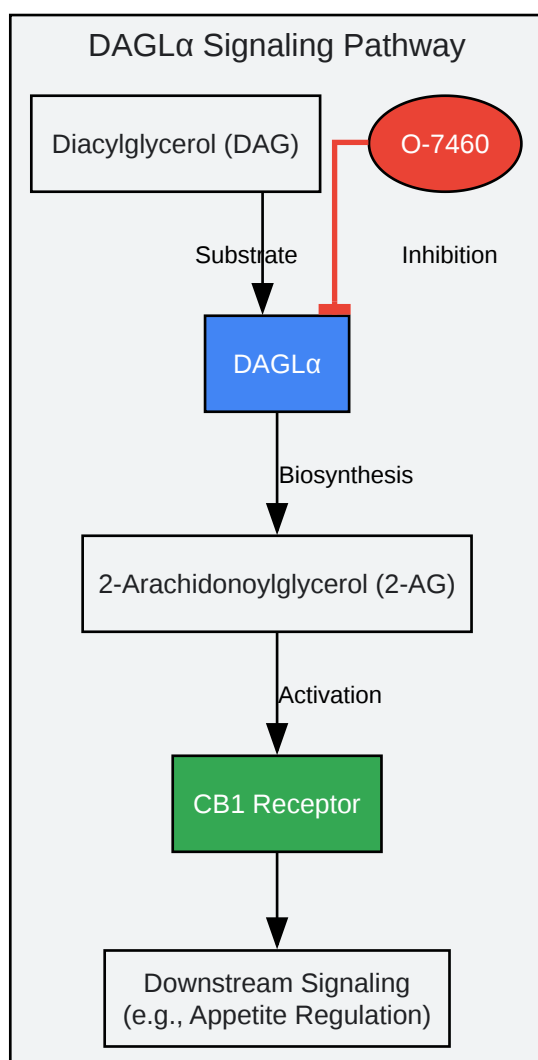 DAGLα Signaling Pathway
Diacylglycerol (DAG)
O-7460
Substrate
Inhibition
DAGLα
Biosynthesis
2-Arachidonoylglycerol (2-AG)
Activation
CB1 Receptor
Downstream Signaling
(e.g., Appetite Regulation)